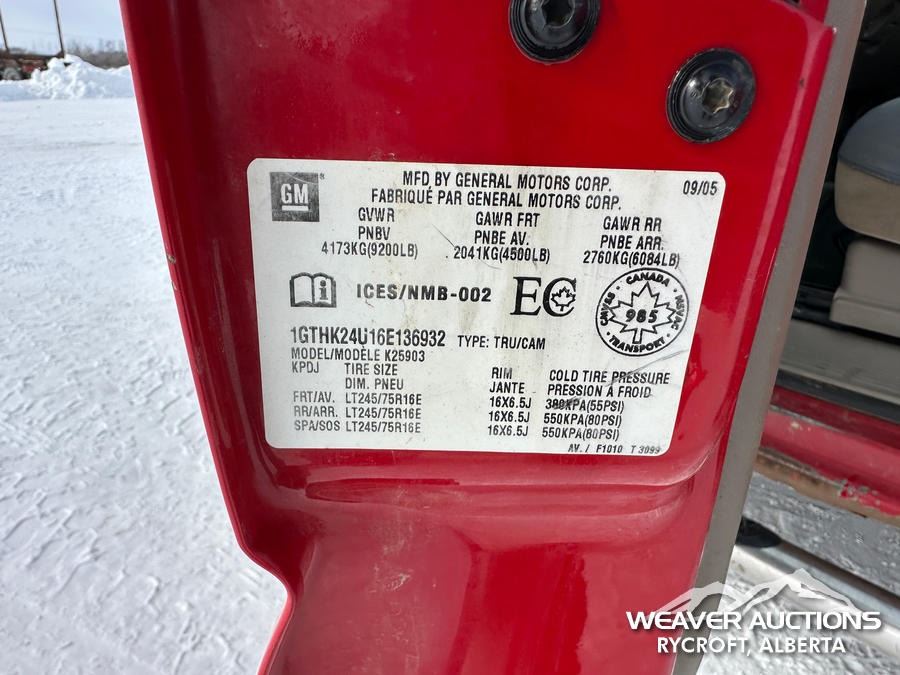 GM ®
MFD BY GENERAL MOTORS CORP. 09/05
FABRIQUÉ PAR GENERAL MOTORS CORP.
GVWR GAWR FRT GAWR RR
PNBV PNBE AV. PNBE ARR.
4173KG(9200LB) 2041KG(4500LB) 2760KG(6084LB)
ICES/NMB-002 EC
CANADA
CMVSS 985 NSVAC
TRANSPORT
1GTHK24U16E136932 TYPE: TRU/CAM
MODEL/MODÈLE K25903
KPDJ TIRE SIZE RIM COLD TIRE PRESSURE
DIM. PNEU JANTE PRESSION A FROID
FRT/AV. LT245/75R16E 16X6.5J 380KPA(55PSI)
RR/ARR. LT245/75R16E 16X6.5J 550KPA(80PSI)
SPA/SOS LT245/75R16E 16X6.5J 550KPA(80PSI)
AV./ F1010 T 3099
WEAVER AUCTIONS
RYCROFT, ALBERTA